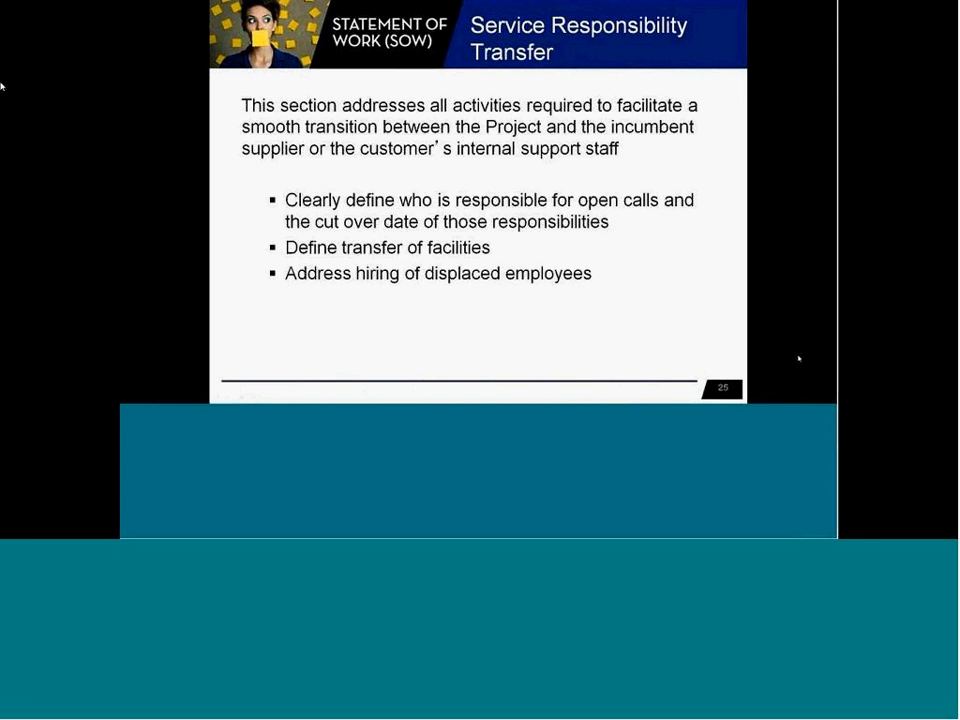 STATEMENT OF
WORK (SOW)
Service Responsibility
Transfer
This section addresses all activities required to facilitate a
smooth transition between the Project and the incumbent
supplier or the customer’s internal support staff
▪ Clearly define who is responsible for open calls and
the cut over date of those responsibilities
▪ Define transfer of facilities
▪ Address hiring of displaced employees
25